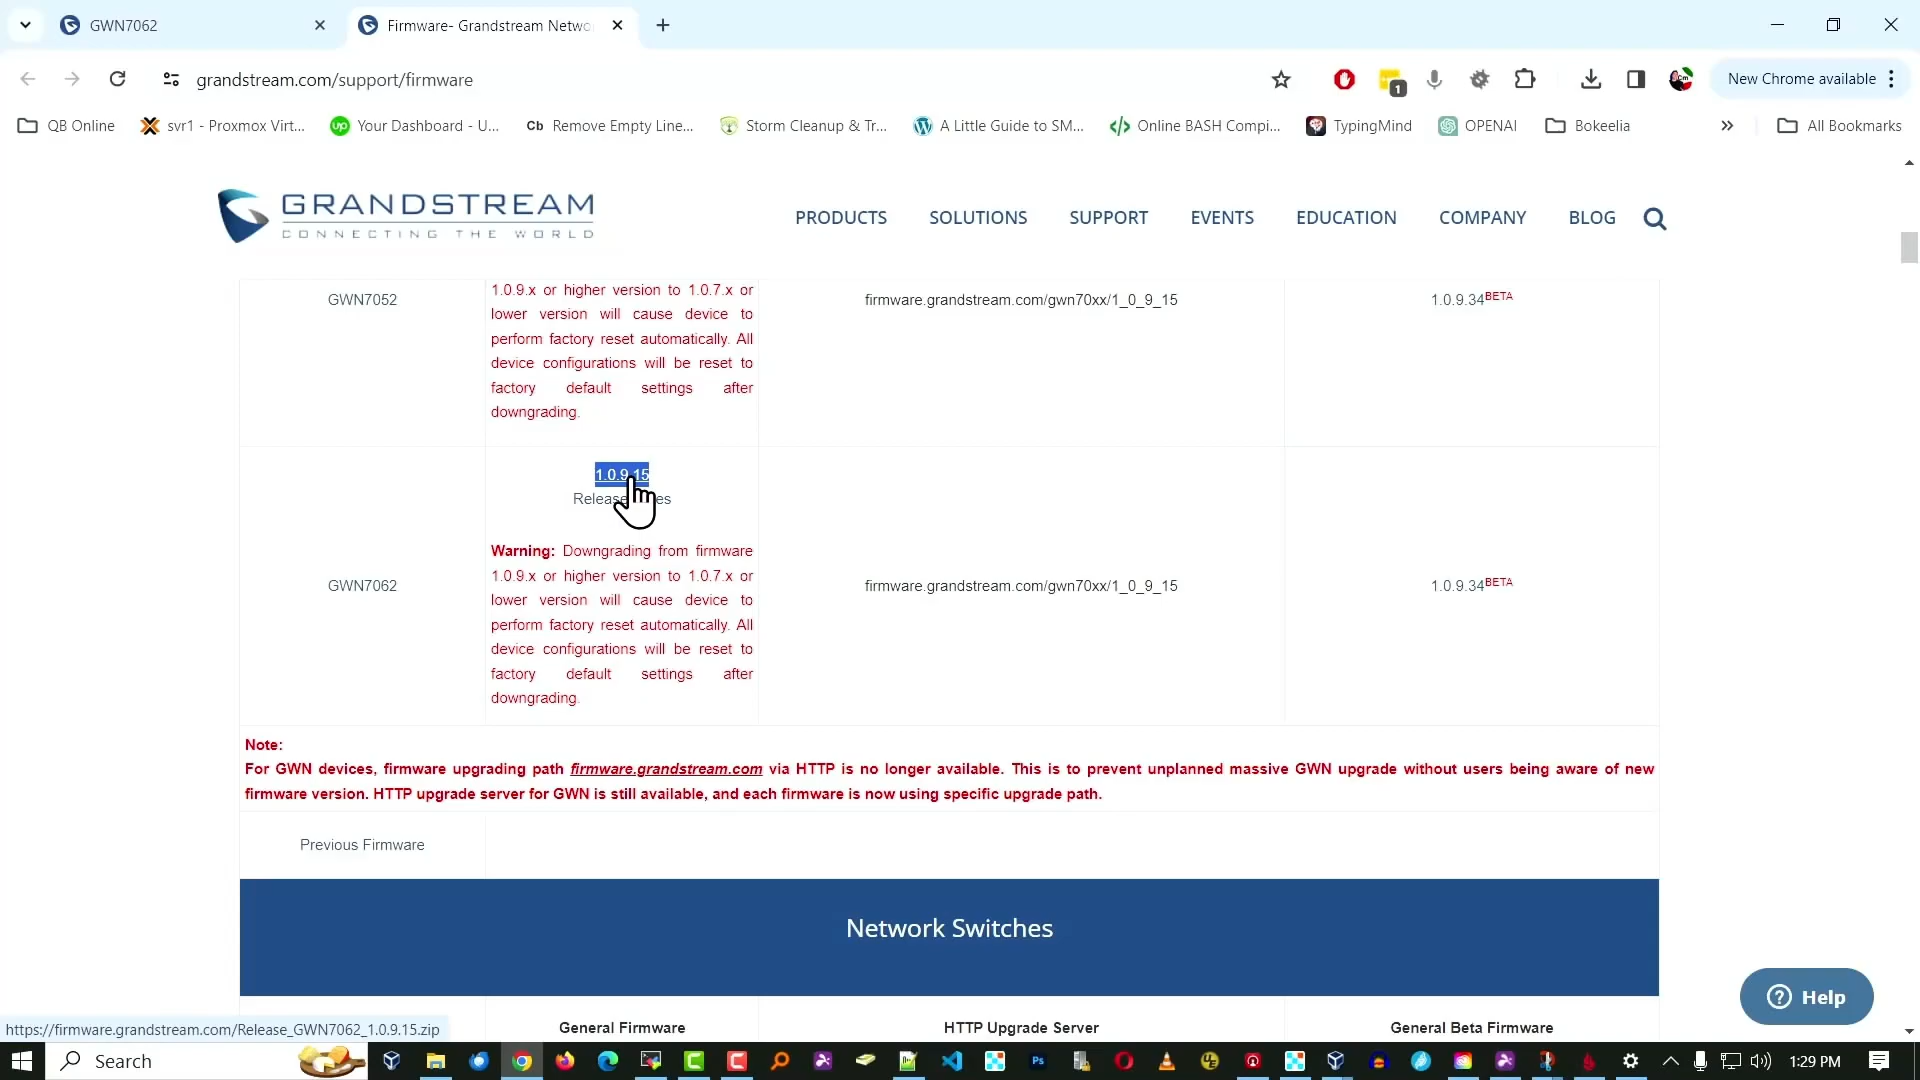 GWN7062
Firmware- Grandstream Netwo
grandstream.com/support/firmware
1
New Chrome available
QB Online
svr1 - Proxmox Virt...
up
Your Dashboard - U...
Cb
Remove Empty Line...
Storm Cleanup & Tr...
A Little Guide to SM...
Online BASH Compi...
TypingMind
OPENAI
Bokeelia
All Bookmarks
GRANDSTREAM
CONNECTING THE WORLD
PRODUCTS
SOLUTIONS
SUPPORT
EVENTS
EDUCATION
COMPANY
BLOG
GWN7052
1.0.9.x or higher version to 1.0.7.x or
lower version will cause device to
perform factory reset automatically. All
device configurations will be reset to
factory default settings after
downgrading.
firmware.grandstream.com/gwn70xx/1_0_9_15
1.0.9.34BETA
GWN7062
1.0.9.15
Release
Warning: Downgrading from firmware
1.0.9.x or higher version to 1.0.7.x or
lower version will cause device to
perform factory reset automatically. All
device configurations will be reset to
factory default settings after
downgrading.
firmware.grandstream.com/gwn70xx/1_0_9_15
1.0.9.34BETA
Note:
For GWN devices, firmware upgrading path firmware.grandstream.com via HTTP is no longer available. This is to prevent unplanned massive GWN upgrade without users being aware of new
firmware version. HTTP upgrade server for GWN is still available, and each firmware is now using specific upgrade path.
Previous Firmware
Network Switches
General Firmware
HTTP Upgrade Server
General Beta Firmware
Help
https://firmware.grandstream.com/Release_GWN7062_1.0.9.15.zip
Search
Ps
1:29 PM